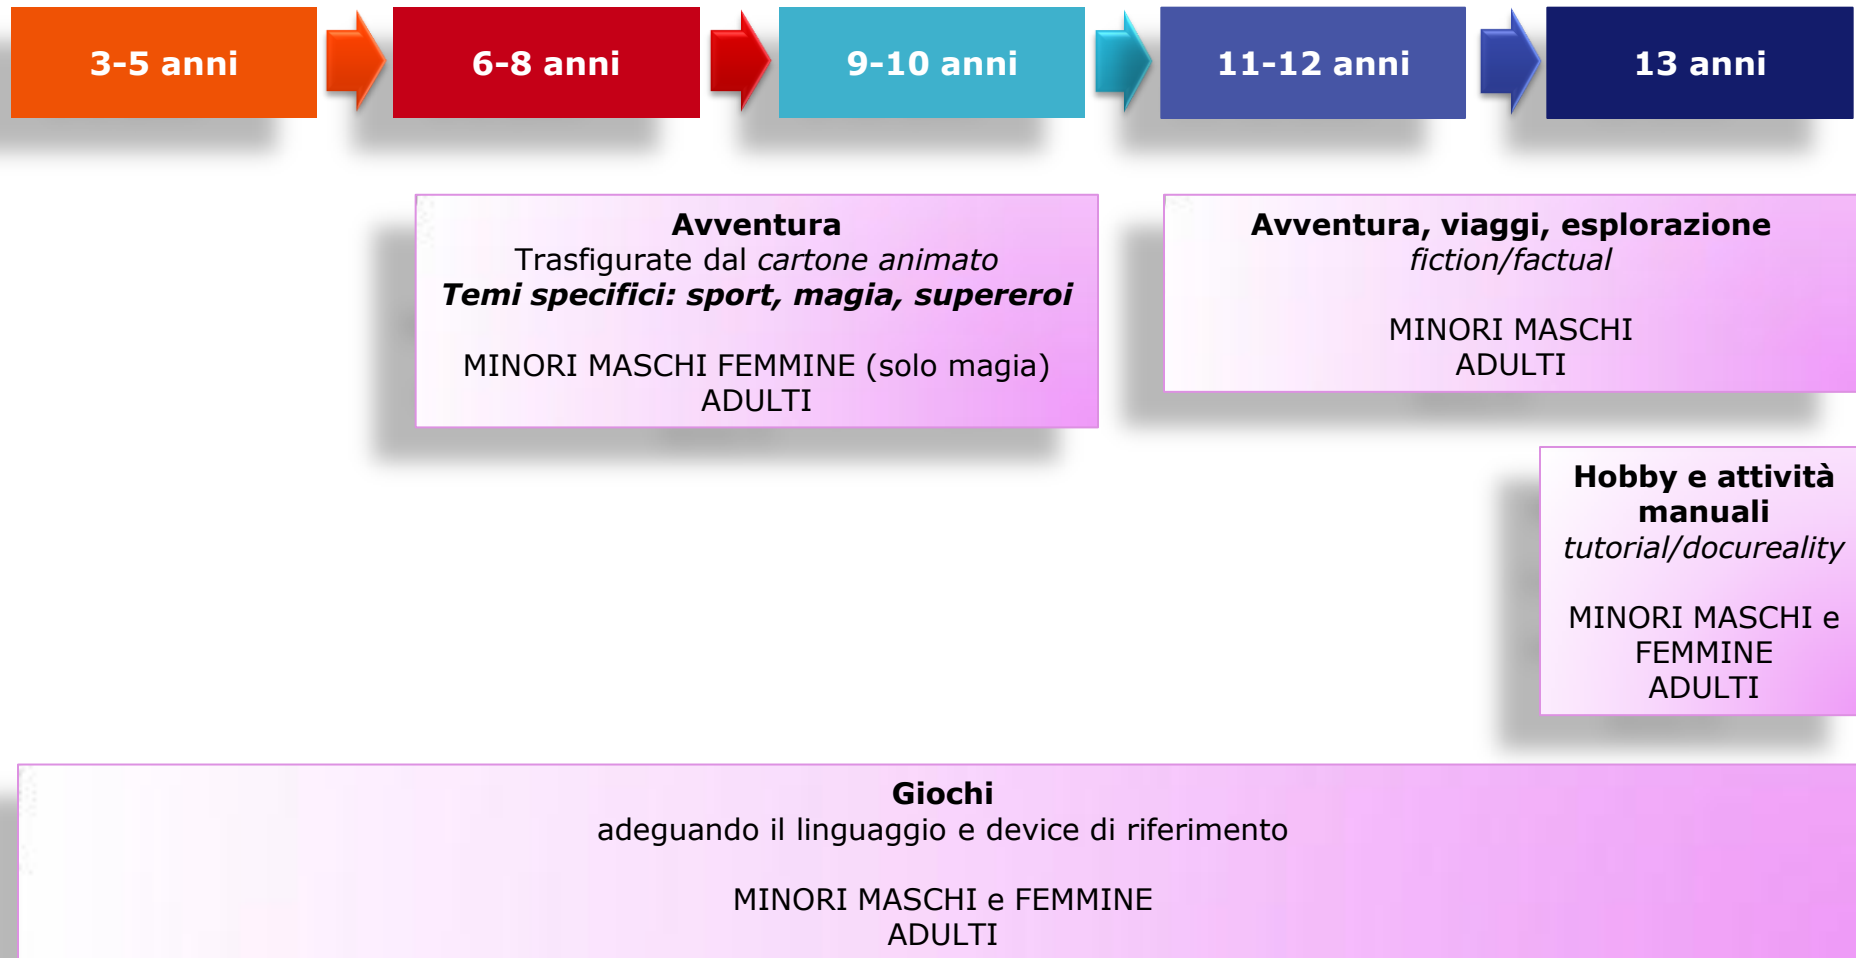 3-5 anni
6-8 anni
9-10 anni
11-12 anni
13 anni
Avventura
Trasfigurate dal cartone animato
Temi specifici: sport, magia, supereroi
MINORI MASCHI FEMMINE (solo magia)
ADULTI
Avventura, viaggi, esplorazione
fiction/factual
MINORI MASCHI
ADULTI
Hobby e attività
manuali
tutorial/docureality
MINORI MASCHI e
FEMMINE
ADULTI
Giochi
adeguando il linguaggio e device di riferimento
MINORI MASCHI e FEMMINE
ADULTI